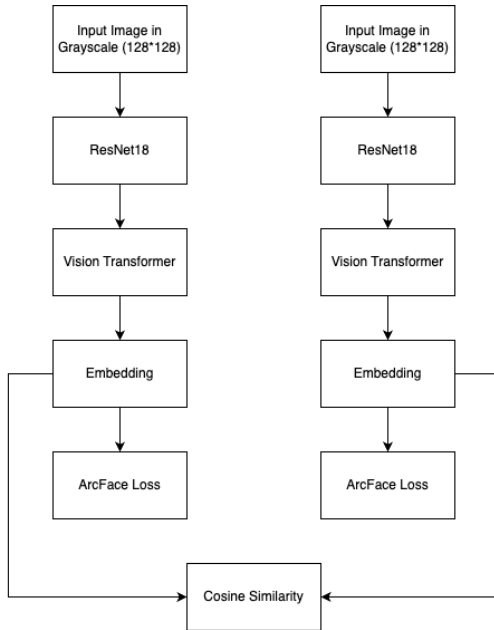 Input Image in
Grayscale (128*128)
Input Image in
Grayscale (128*128)
ResNet18
ResNet18
Vision Transformer
Vision Transformer
Embedding
Embedding
ArcFace Loss
ArcFace Loss
Cosine Similarity